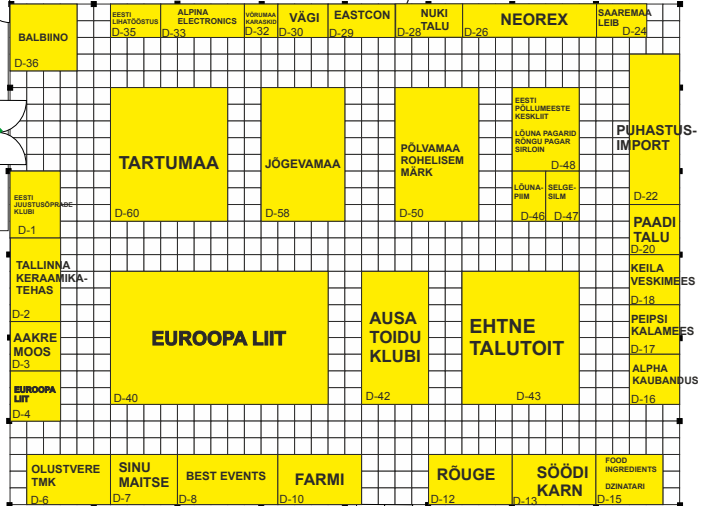 BALBIINO
D-36
EESTI
LIHATÖÖSTUS
D-35
ALPINA
ELECTRONICS
D-33
VÕRUMAA
KARASKID
D-32
VÄGI
D-30
EASTCON
D-29
NUKI
TALU
D-28
NEOREX
D-26
SAAREMAA
LEIB
D-24
TARTUMAA
D-60
JÕGEVAMAA
D-58
PÕLVAMAA
ROHELISEM
MÄRK
D-50
EESTI
PÕLLUMEESTE
KESKLIIT
LÕUNA PAGARID
RÕNGU PAGAR
SIRLOIN
D-48
LÕUNA-
PIIM
D-46
SELGE-
SILM
D-47
PUHASTUS-
IMPORT
D-22
EESTI
JUUSTUSÕPRADE
KLUBI
D-1
PAADI
TALU
D-20
TALLINNA
KERAAMIKA-
TEHAS
D-2
KEILA
VESKIMEES
D-18
AAKRE
MOOS
D-3
PEIPSI
KALAMEES
D-17
EUROOPA
LIIT
D-4
ALPHA
KAUBANDUS
D-16
EUROOPA LIIT
D-40
AUSA
TOIDU
KLUBI
D-42
EHTNE
TALUTOIT
D-43
OLUSTVERE
TMK
D-6
SINU
MAITSE
D-7
BEST EVENTS
D-8
FARMI
D-10
RÕUGE
D-12
SÖÖDI
KARN
D-13
FOOD
INGREDIENTS
DZINATARI
D-15